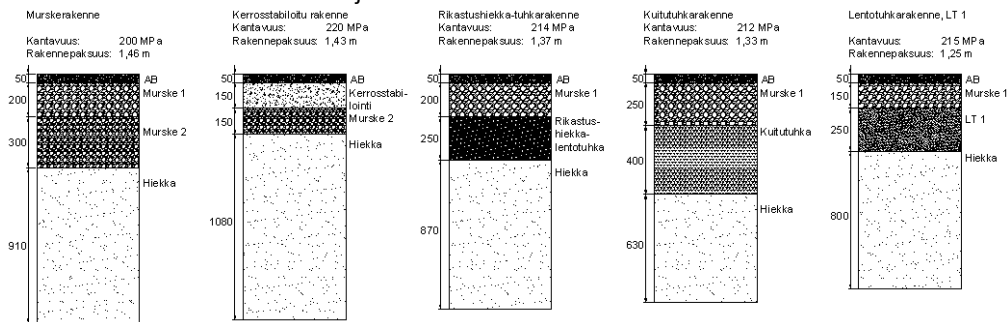 Murskerakenne
Kantavuus: 200 MPa
Rakennepaksuus: 1,46 m
50
AB
200
Murske 1
300
Murske 2
Hiekka
910
Kerrosstabiloitu rakenne
Kantavuus: 220 MPa
Rakennepaksuus: 1,43 m
50
AB
150
Kerrosstabi-
lointi
150
Murske 2
Hiekka
1080
Rikastushiekka-tuhkarakenne
Kantavuus: 214 MPa
Rakennepaksuus: 1,37 m
50
AB
200
Murske 1
250
Rikastus-
hiekka-
lentotuhka
Hiekka
870
Kuitutuhkarakenne
Kantavuus: 212 MPa
Rakennepaksuus: 1,33 m
50
AB
250
Murske 1
400
Kuitutuhka
Hiekka
630
Lentotuhkarakenne, LT 1
Kantavuus: 215 MPa
Rakennepaksuus: 1,25 m
50
AB
150
Murske 1
250
LT 1
Hiekka
800